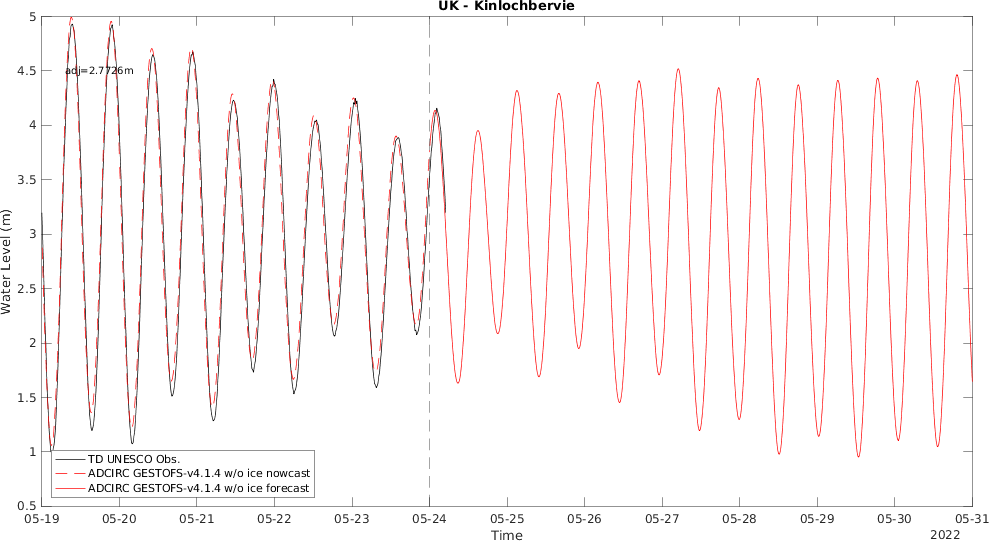 UK - Kinlochbervie
5
4.5
4
3.5
3
2.5
2
1.5
1
0.5
Water Level (m)
adj=2.7726m
TD UNESCO Obs.
ADCIRC GESTOFS-v4.1.4 w/o ice nowcast
ADCIRC GESTOFS-v4.1.4 w/o ice forecast
05-19 05-20 05-21 05-22 05-23 05-24 05-25 05-26 05-27 05-28 05-29 05-30 05-31
Time
2022